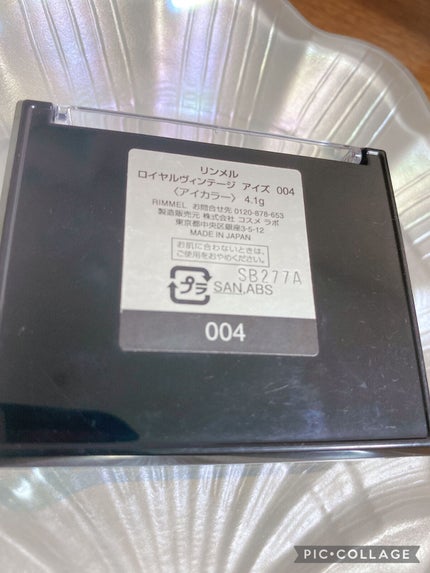 リンメル
ロイヤルヴィンテージ アイズ 004
〈アイカラー〉 4.1g
RIMMEL お問合せ先 0120-878-653
製造販売元 株式会社 コスメ ラボ
東京都中央区銀座3-5-12
MADE IN JAPAN
お肌に合わないときは、
ご使用をおやめください。
SB277A
プラ SAN,ABS
004
PIC•COLLAGE